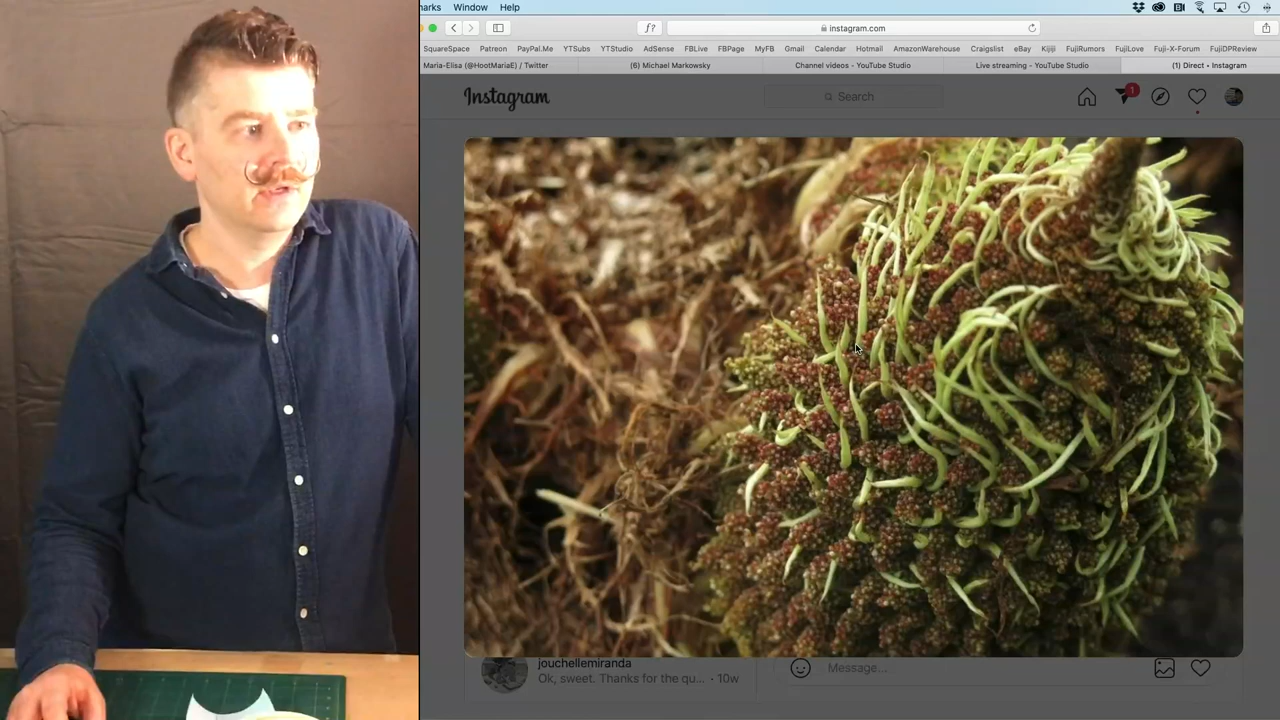 marks Window Help
instagram.com
SquareSpace Patreon PayPal.Me YTSubs YTStudio AdSense FBLive FBPage MyFB Gmail Calendar Hotmail AmazonWarehouse Craigslist eBay Kijiji FujiRumors FujiLove Fuji-X-Forum FujiDPReview
Maria-Elisa (@HootMariaE) / Twitter (6) Michael Markowsky Channel videos - YouTube Studio Live streaming - YouTube Studio (1) Direct • Instagram
Instagram Search 1
jouchellemiranda
Ok, sweet. Thanks for the qu... • 10w
Message...